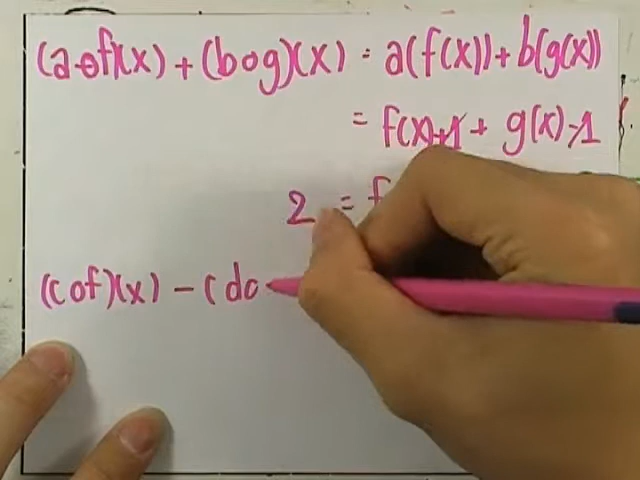 (a∘f)(x) + (b∘g)(x) = a(f(x)) + b(g(x))
= f(x)+1 + g(x)-1
2 = f
(c∘f)(x) - (d∘